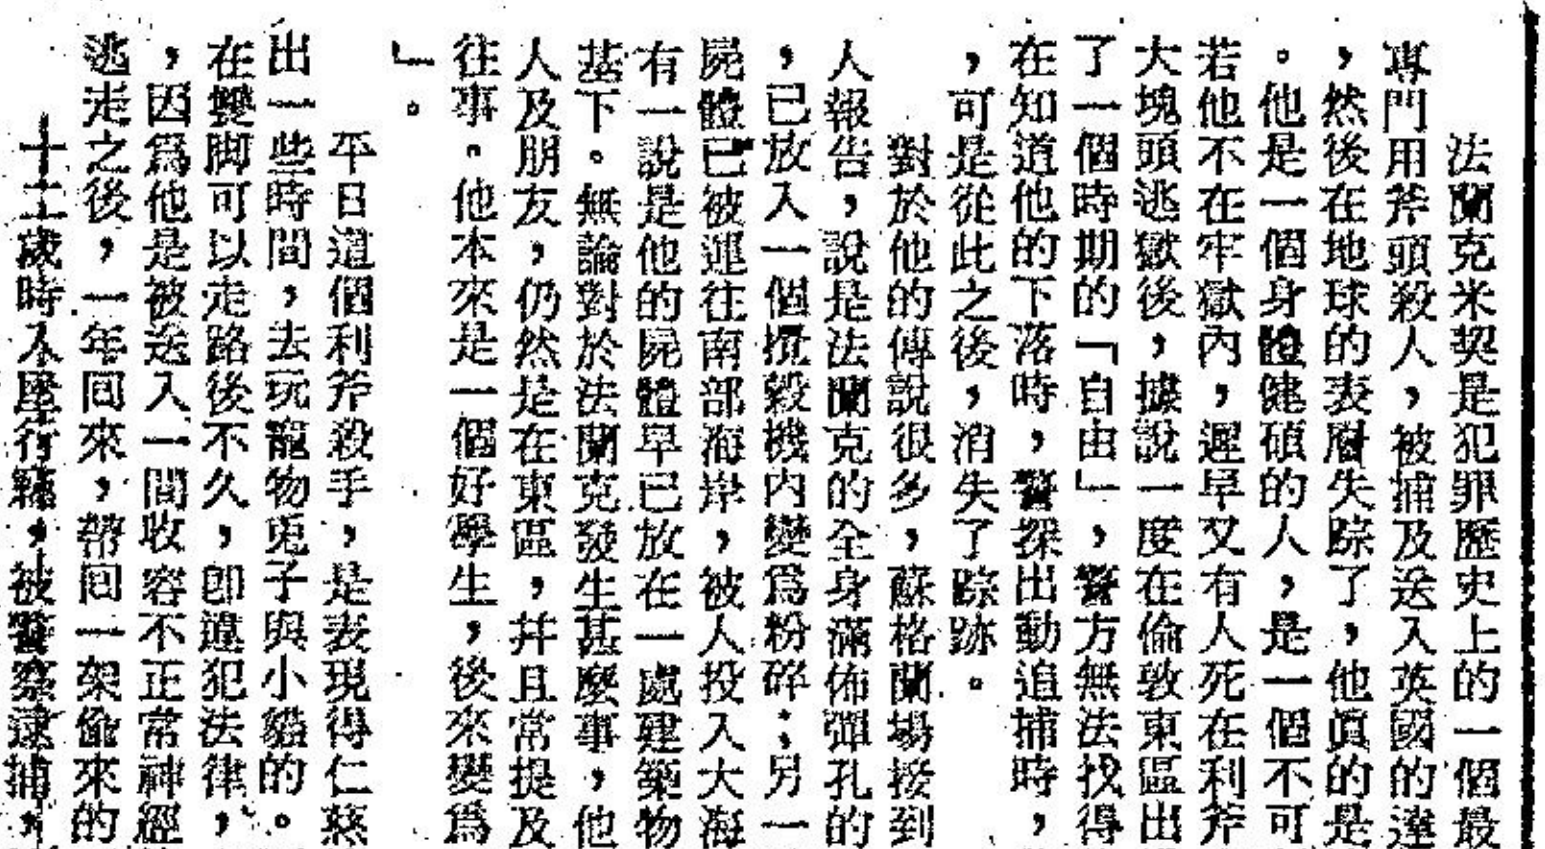 法蘭克米契是犯罪歷史上的一個最
專門用斧頭殺人，被捕及送入英國的達
，然後在地球的表層失踪了，他眞的是
。他是一個身體健碩的人，是一個不可
若他不在牢獄內，遲早又有人死在利斧
大塊頭逃獄後，據說一度在倫敦東區出
了一個時期的「自由」，警方無法找得
在知道他的下落時，警探出動追捕時，
，可是從此之後，消失了踪跡。
對於他的傳說很多，蘇格蘭場接到
人報告，說是法蘭克的全身滿佈彈孔的
，已放入一個攪穀機內變爲粉碎；另一
屍體已被運往南部海岸，被人投入大海
有一說是他的屍體早已放在一處建築物
基下。無論對於法蘭克發生甚麼事，他
人及朋友，仍然是在東區，幷且常提及
往事。他本來是一個好學生，後來變爲
」。
平日這個利斧殺手，是表現得仁慈
出一些時間，去玩寵物兎子與小貓的。
在雙脚可以走路後不久，卽違犯法律，
，因爲他是被送入一間收容不正常神經
逃走之後，一年回來，帶回一架偷來的
十二歲時入屋行竊，被警察逮捕，